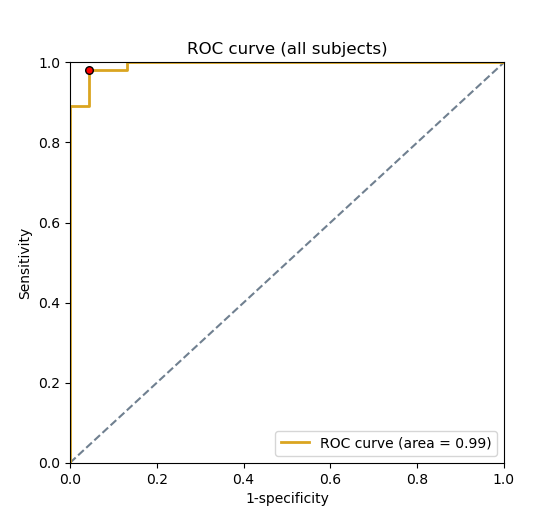 ROC curve (all subjects)
1.0
0.8
0.6
0.4
0.2
0.0
Sensitivity
ROC curve (area = 0.99)
0.0 0.2 0.4 0.6 0.8 1.0
1-specificity